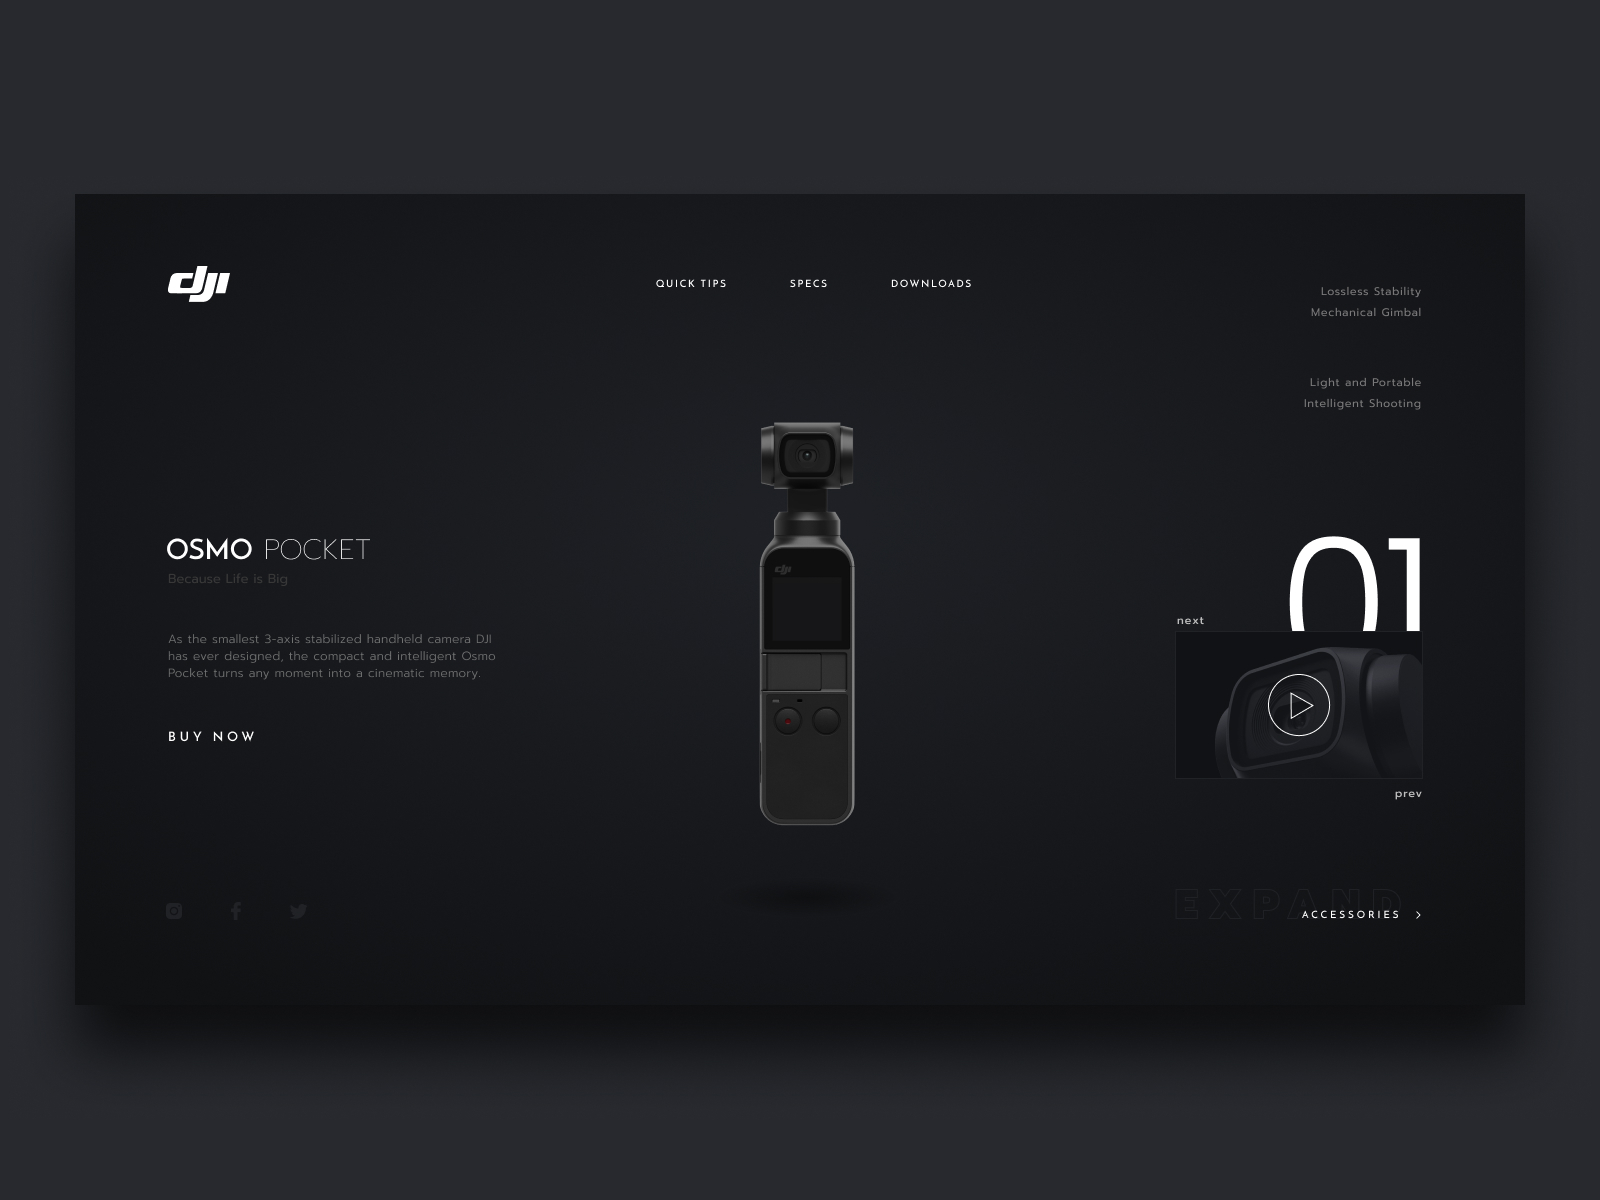 dji
QUICK TIPS
SPECS
DOWNLOADS
Lossless Stability
Mechanical Gimbal
Light and Portable
Intelligent Shooting
dji
OSMO POCKET
Because Life is Big
As the smallest 3-axis stabilized handheld camera DJI
has ever designed, the compact and intelligent Osmo
Pocket turns any moment into a cinematic memory.
BUY NOW
01
next
prev
EXPAND
ACCESSORIES